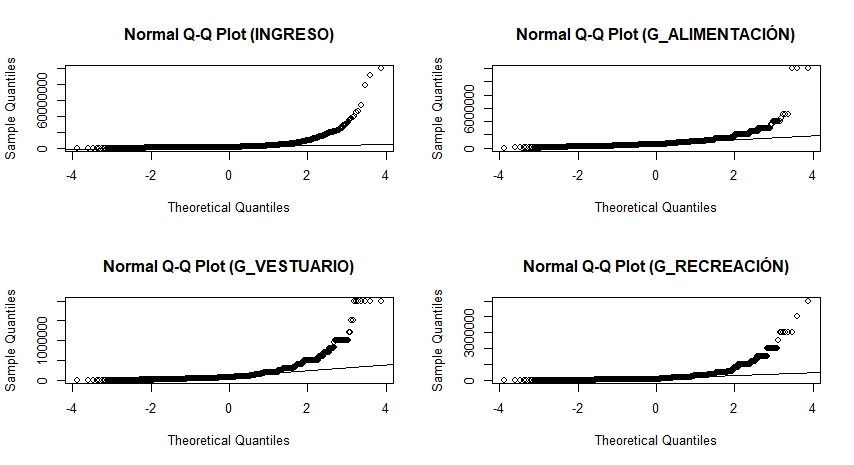 Normal Q-Q Plot (INGRESO)
Sample Quantiles
0
60000000
-4 -2 0 2 4
Theoretical Quantiles
Normal Q-Q Plot (G_ALIMENTACIÓN)
Sample Quantiles
0
6000000
-4 -2 0 2 4
Theoretical Quantiles
Normal Q-Q Plot (G_VESTUARIO)
Sample Quantiles
0
1000000
-4 -2 0 2 4
Theoretical Quantiles
Normal Q-Q Plot (G_RECREACIÓN)
Sample Quantiles
0
3000000
-4 -2 0 2 4
Theoretical Quantiles